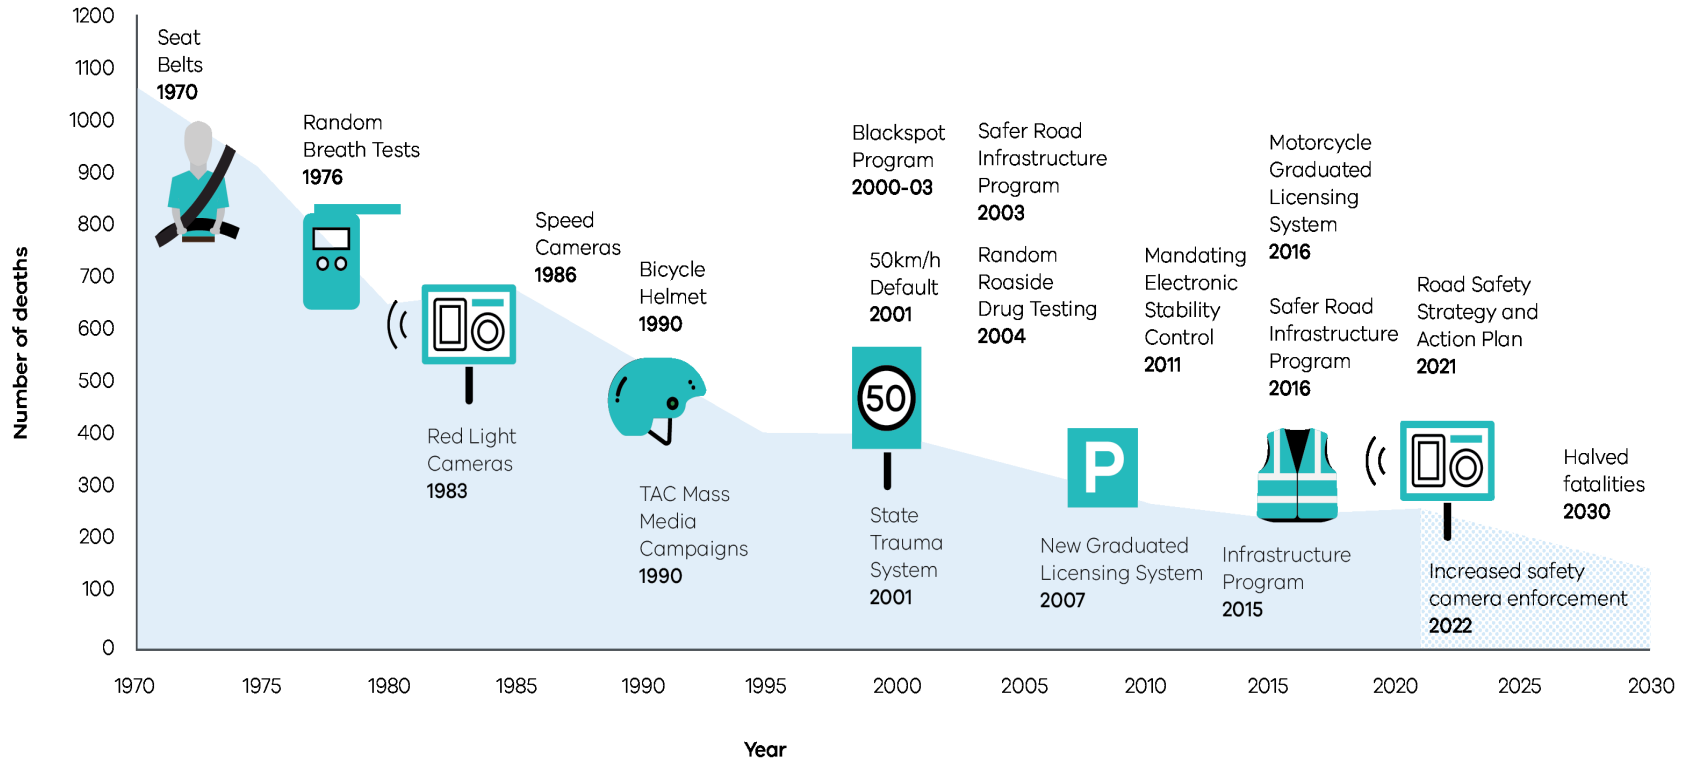 1200
1100
1000
900
800
700
600
500
400
300
200
100
0
Number of deaths
Seat
Belts
1970
Random
Breath Tests
1976
Red Light
Cameras
1983
Speed
Cameras
1986
Bicycle
Helmet
1990
TAC Mass
Media
Campaigns
1990
Blackspot
Program
2000-03
50km/h
Default
2001
50
State
Trauma
System
2001
Safer Road
Infrastructure
Program
2003
Random
Roaside
Drug Testing
2004
P
New Graduated
Licensing System
2007
Mandating
Electronic
Stability
Control
2011
Infrastructure
Program
2015
Motorcycle
Graduated
Licensing
System
2016
Safer Road
Infrastructure
Program
2016
Road Safety
Strategy and
Action Plan
2021
Increased safety
camera enforcement
2022
Halved
fatalities
2030
1970
1975
1980
1985
1990
1995
2000
2005
2010
2015
2020
2025
2030
Year